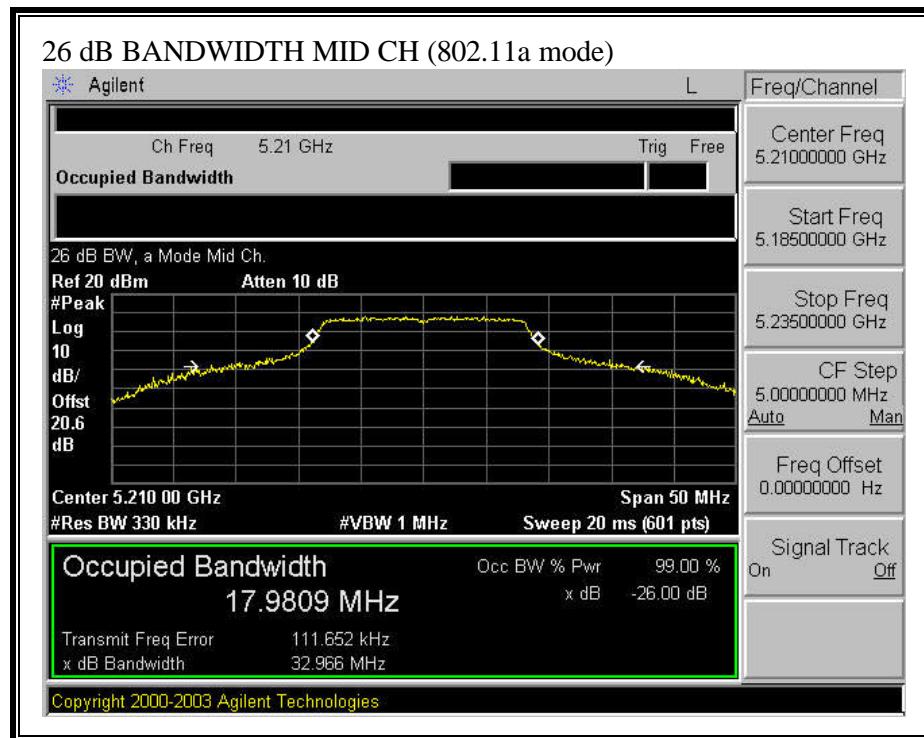 26 dB BANDWIDTH MID CH (802.11a mode)
Agilent L
Freq/Channel
Ch Freq 5.21 GHz Trig Free
Occupied Bandwidth
26 dB BW, a Mode Mid Ch.
Ref 20 dBm Atten 10 dB
#Peak
Log
10
dB/
Offst
20.6
dB
Center 5.210 00 GHz Span 50 MHz
#Res BW 330 kHz #VBW 1 MHz Sweep 20 ms (601 pts)
Occupied Bandwidth Occ BW % Pwr 99.00 %
17.9809 MHz x dB -26.00 dB
Transmit Freq Error 111.652 kHz
x dB Bandwidth 32.966 MHz
Copyright 2000-2003 Agilent Technologies
Center Freq
5.21000000 GHz
Start Freq
5.18500000 GHz
Stop Freq
5.23500000 GHz
CF Step
5.00000000 MHz
Auto Man
Freq Offset
0.00000000 Hz
Signal Track
On Off